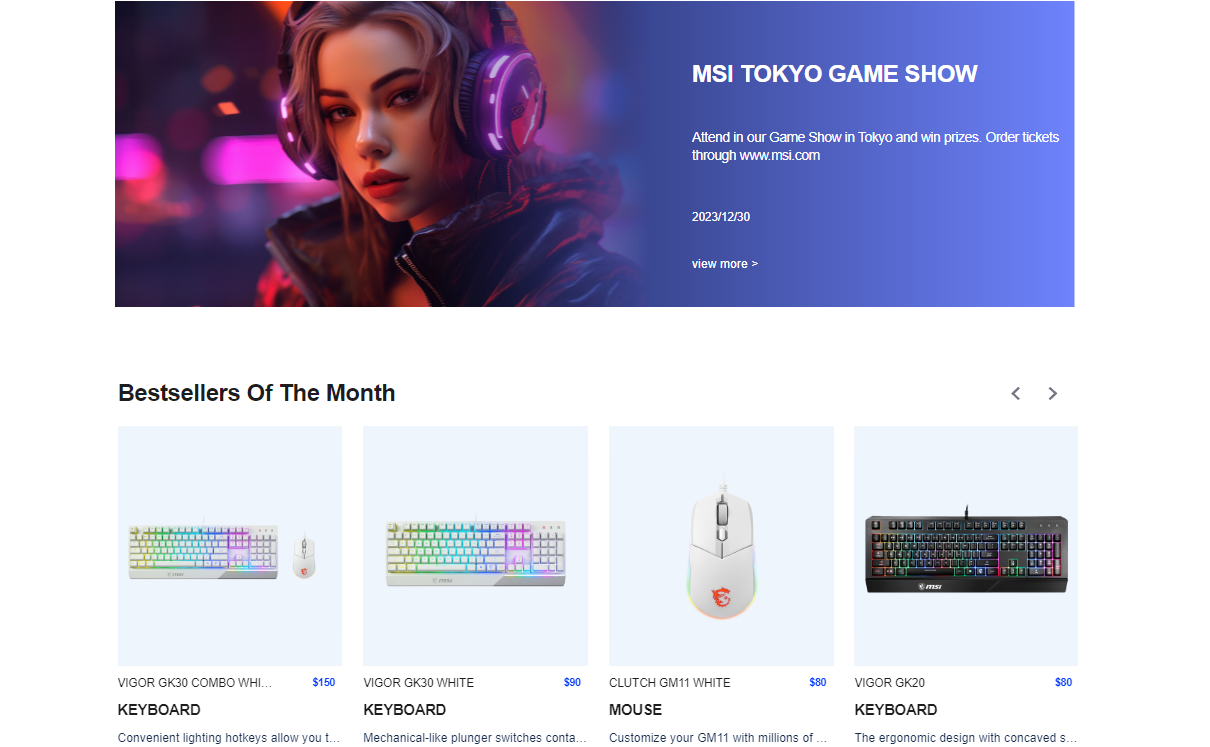 MSI TOKYO GAME SHOW
Attend in our Game Show in Tokyo and win prizes. Order tickets
through www.msi.com
2023/12/30
view more >
Bestsellers Of The Month
msi
msi
msi
VIGOR GK30 COMBO WHI...
$150
KEYBOARD
Convenient lighting hotkeys allow you t...
VIGOR GK30 WHITE
$90
KEYBOARD
Mechanical-like plunger switches conta...
CLUTCH GM11 WHITE
$80
MOUSE
Customize your GM11 with millions of ...
VIGOR GK20
$80
KEYBOARD
The ergonomic design with concaved s...